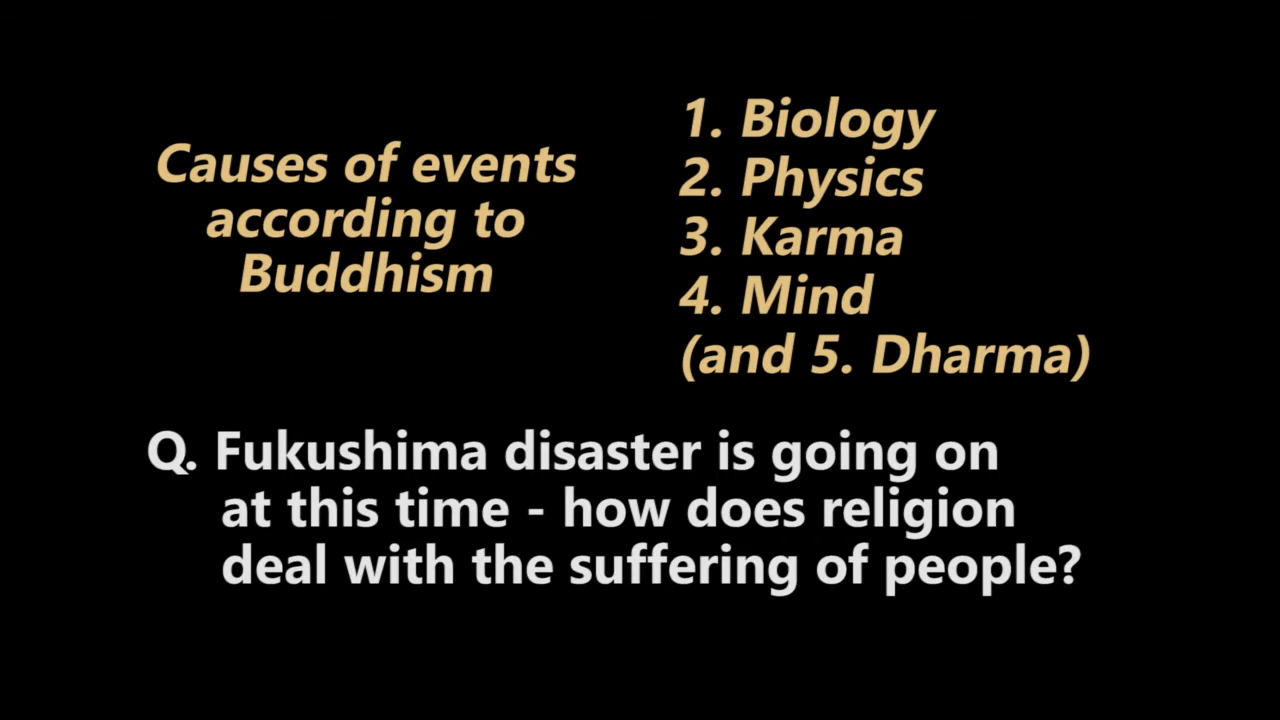 Causes of events
according to
Buddhism
1. Biology
2. Physics
3. Karma
4. Mind
(and 5. Dharma)
Q. Fukushima disaster is going on
at this time - how does religion
deal with the suffering of people?